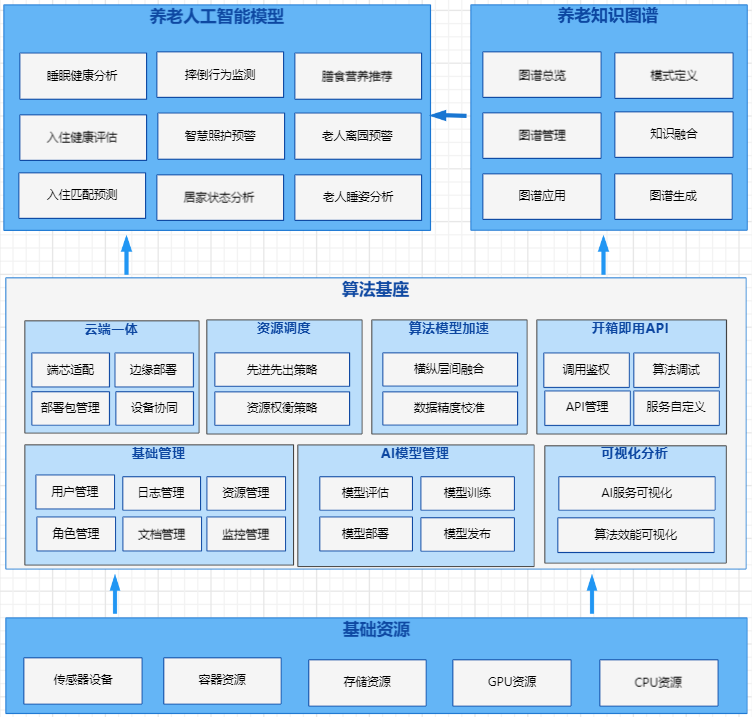 养老人工智能模型
睡眠健康分析
摔倒行为监测
膳食营养推荐
入住健康评估
智慧照护预警
老人离园预警
入住匹配预测
居家状态分析
老人睡姿分析
养老知识图谱
图谱总览
模式定义
图谱管理
知识融合
图谱应用
图谱生成
算法基座
云端一体
端芯适配
边缘部署
部署包管理
设备协同
资源调度
先进先出策略
资源权衡策略
算法模型加速
横纵层间融合
数据精度校准
开箱即用API
调用鉴权
算法调试
API管理
服务自定义
基础管理
用户管理
日志管理
资源管理
角色管理
文档管理
监控管理
AI模型管理
模型评估
模型训练
模型部署
模型发布
可视化分析
AI服务可视化
算法效能可视化
基础资源
传感器设备
容器资源
存储资源
GPU资源
CPU资源